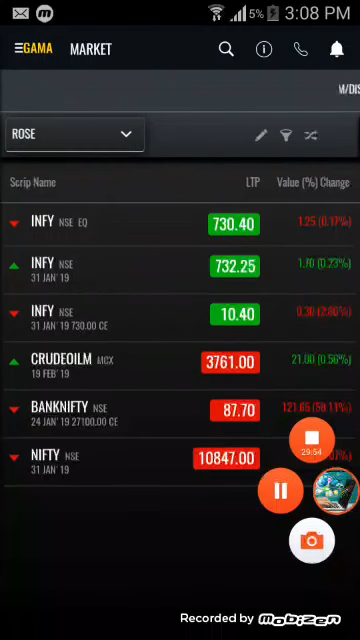 5% 3:08 PM
GAMA MARKET
M/DIS
ROSE
Scrip Name LTP Value (%) Change
INFY NSE EQ 730.40 1.25 (0.17%)
INFY NSE 732.25 1.70 (0.23%)
31 JAN' 19
INFY NSE 10.40 0.30 (2.80%)
31 JAN' 19 730.00 CE
CRUDEOILM MCX 3761.00 21.00 (0.56%)
19 FEB' 19
BANKNIFTY NSE 87.70
24 JAN' 19 27100.00 CE
29:54
NIFTY NSE 10847.00
31 JAN' 19
Recorded by MOBIZEN